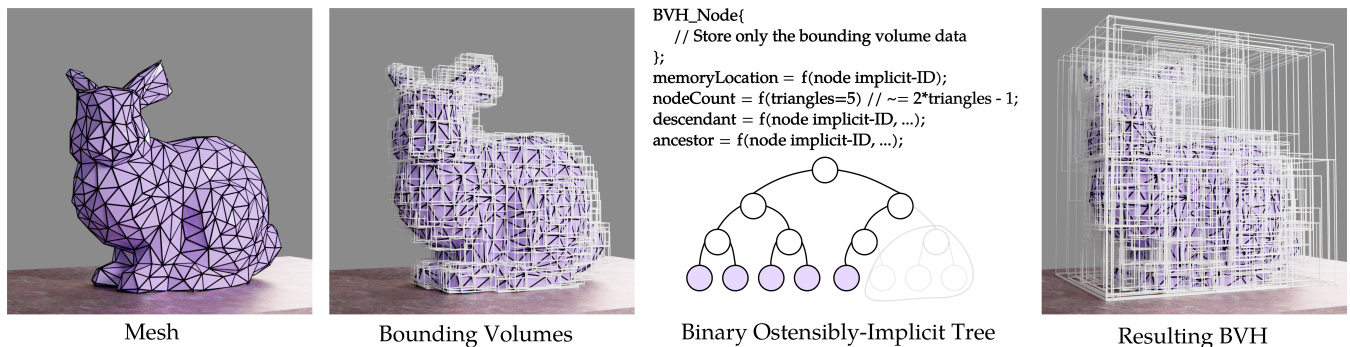 BVH_Node{
// Store only the bounding volume data
};
memoryLocation = f(node implicit-ID);
nodeCount = f(triangles=5) // ~= 2*triangles - 1;
descendant = f(node implicit-ID, ...);
ancestor = f(node implicit-ID, ...);
Mesh
Bounding Volumes
Binary Ostensibly-Implicit Tree
Resulting BVH